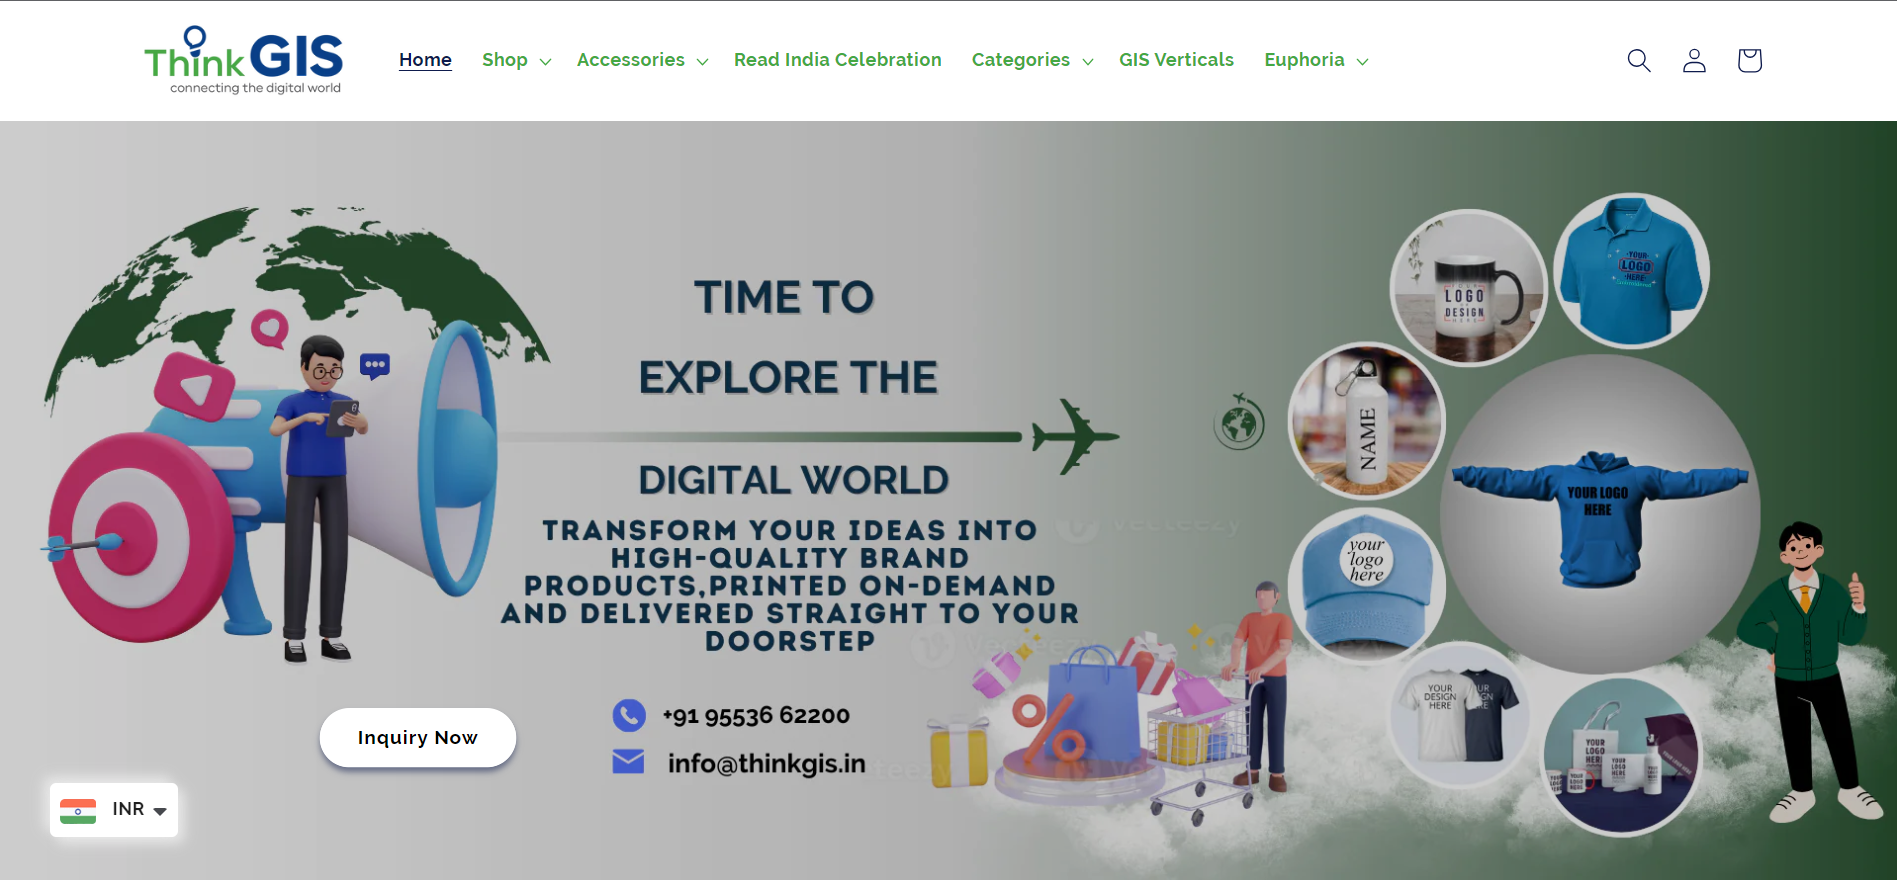 ThinkGIS
connecting the digital world
Home Shop Accessories Read India Celebration Categories GIS Verticals Euphoria
TIME TO
EXPLORE THE
DIGITAL WORLD
TRANSFORM YOUR IDEAS INTO
HIGH-QUALITY BRAND
PRODUCTS,PRINTED ON-DEMAND
AND DELIVERED STRAIGHT TO YOUR
DOORSTEP
+91 95536 62200
info@thinkgis.in
Inquiry Now
INR
LOGO
DESIGN
HERE
YOUR
LOGO
HERE
NAME
YOUR LOGO
HERE
your
logo
here
YOUR
DESIGN
HERE
YOUR
LOGO
HERE
Vecteezy
Vecteezy